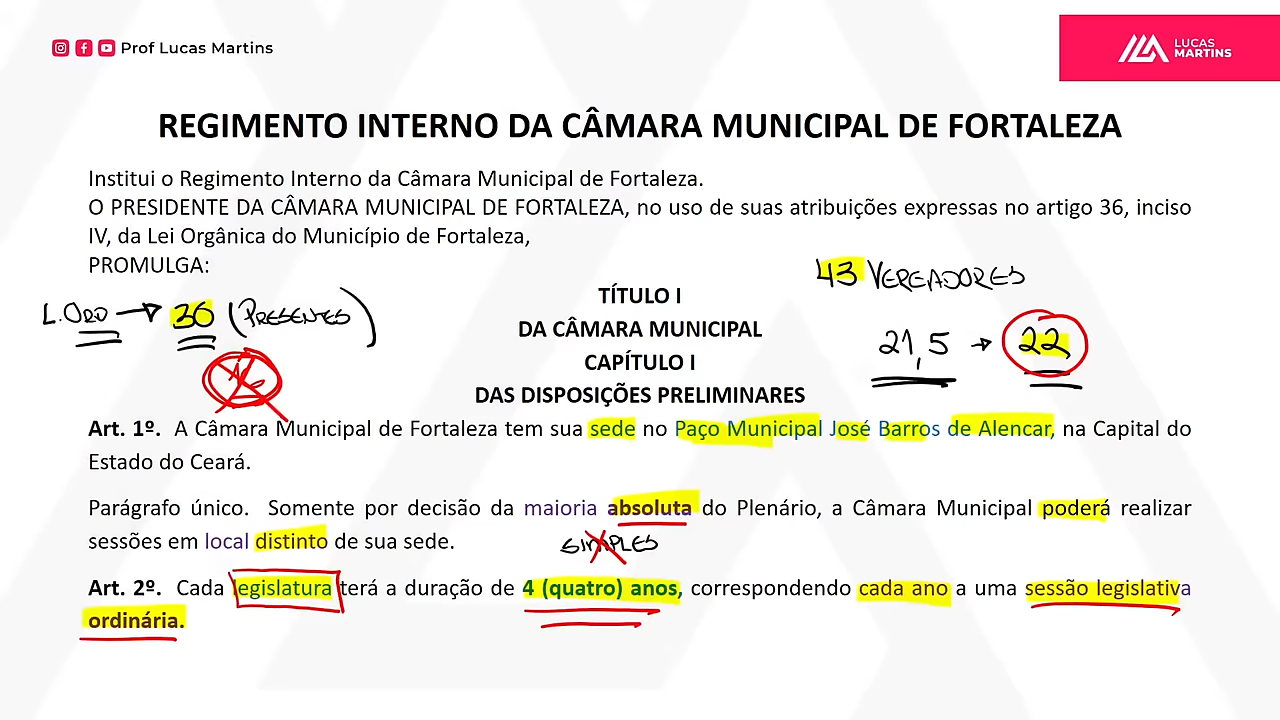 Prof Lucas Martins
LUCAS
MARTINS
REGIMENTO INTERNO DA CÂMARA MUNICIPAL DE FORTALEZA
Institui o Regimento Interno da Câmara Municipal de Fortaleza.
O PRESIDENTE DA CÂMARA MUNICIPAL DE FORTALEZA, no uso de suas atribuições expressas no artigo 36, inciso
IV, da Lei Orgânica do Município de Fortaleza,
PROMULGA:
43 VEREADORES
TÍTULO I
L.ORD → 36 (PRESENTES)
DA CÂMARA MUNICIPAL
21,5 → 22
CAPÍTULO I
DAS DISPOSIÇÕES PRELIMINARES
Art. 1º. A Câmara Municipal de Fortaleza tem sua sede no Paço Municipal José Barros de Alencar, na Capital do
Estado do Ceará.
Parágrafo único. Somente por decisão da maioria absoluta do Plenário, a Câmara Municipal poderá realizar
sessões em local distinto de sua sede.
SIMPLES
Art. 2º. Cada legislatura terá a duração de 4 (quatro) anos, correspondendo cada ano a uma sessão legislativa
ordinária.